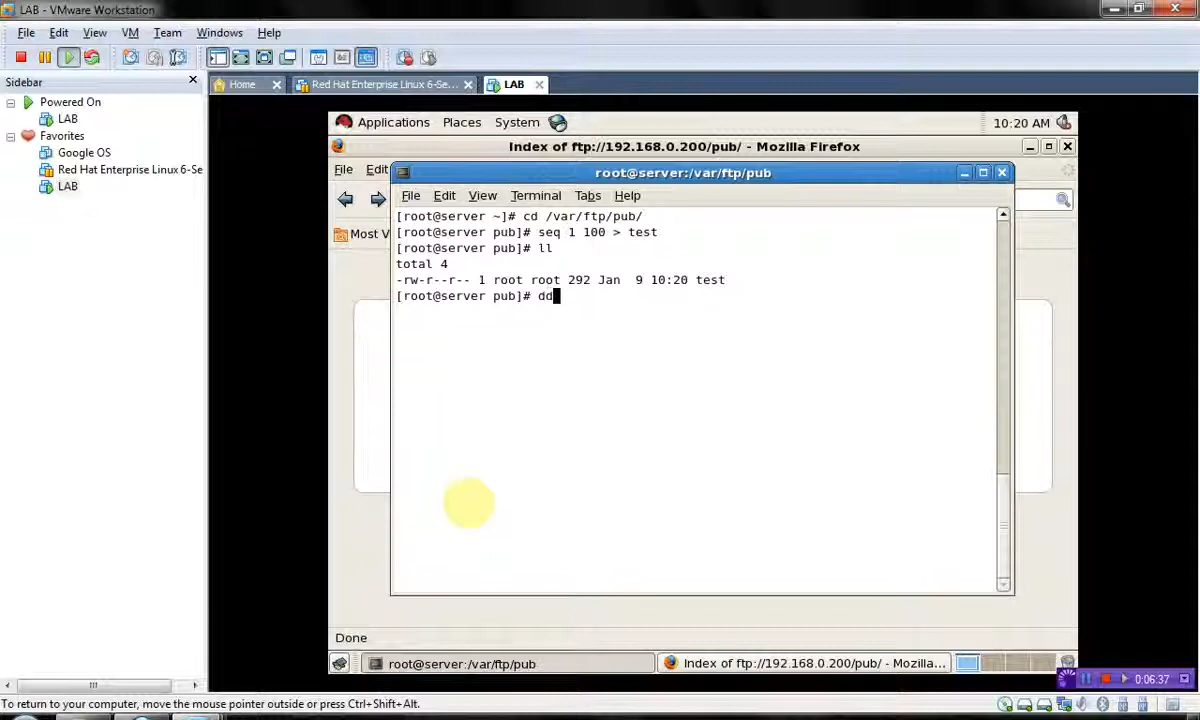 LAB - VMware Workstation
File Edit View VM Team Windows Help
Sidebar
Home
Red Hat Enterprise Linux 6-Se...
LAB
Powered On
LAB
Favorites
Google OS
Red Hat Enterprise Linux 6-Se
LAB
Applications Places System
10:20 AM
Index of ftp://192.168.0.200/pub/ - Mozilla Firefox
File Edit
root@server:/var/ftp/pub
File Edit View Terminal Tabs Help
Most V
[root@server ~]# cd /var/ftp/pub/
[root@server pub]# seq 1 100 > test
[root@server pub]# ll
total 4
-rw-r--r-- 1 root root 292 Jan  9 10:20 test
[root@server pub]# dd
Done
root@server:/var/ftp/pub
Index of ftp://192.168.0.200/pub/ - Mozilla...
0:06:37
To return to your computer, move the mouse pointer outside or press Ctrl+Shift+Alt.